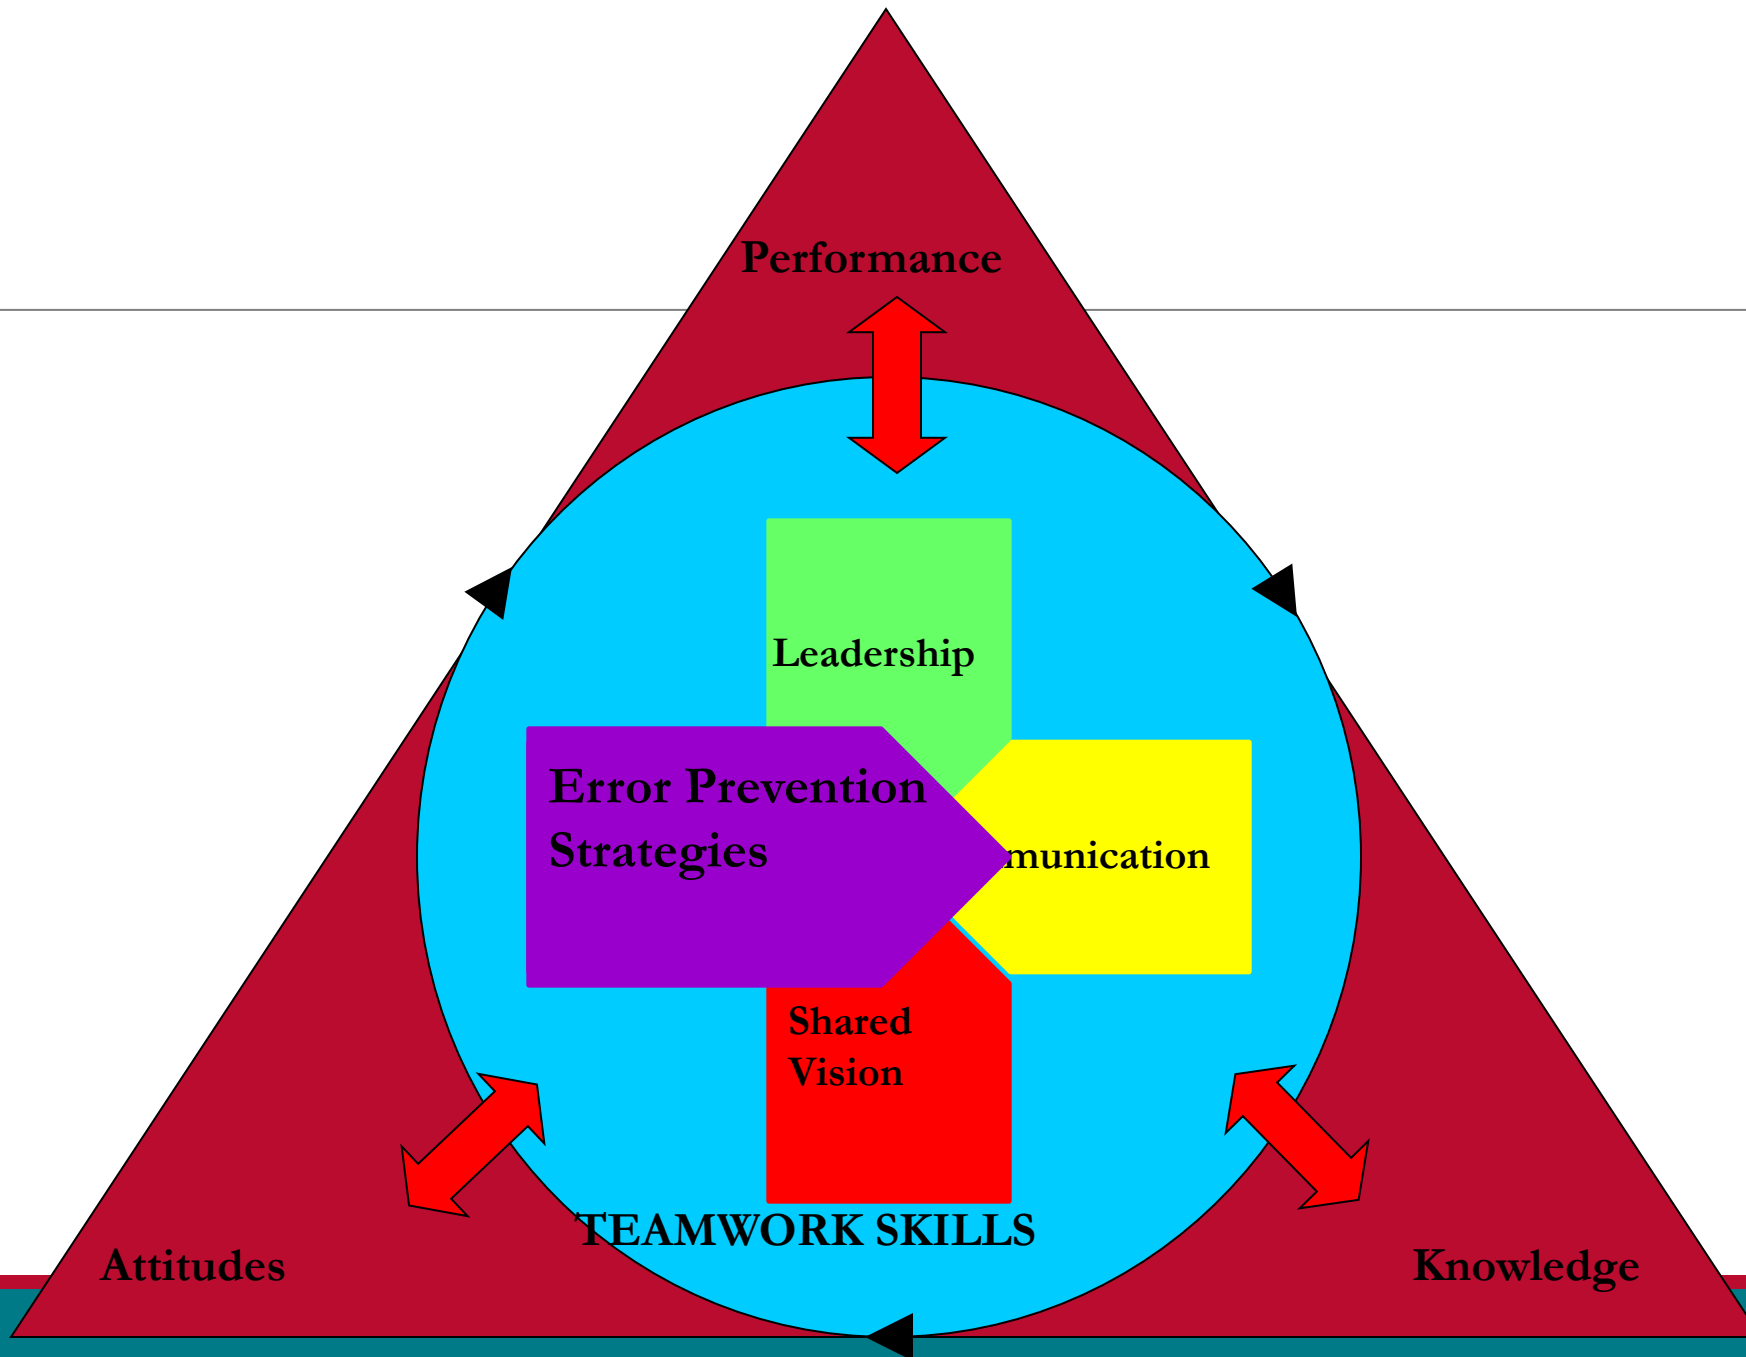 Performance
Leadership
Error Prevention
Strategies
munication
Shared
Vision
TEAMWORK SKILLS
Attitudes
Knowledge